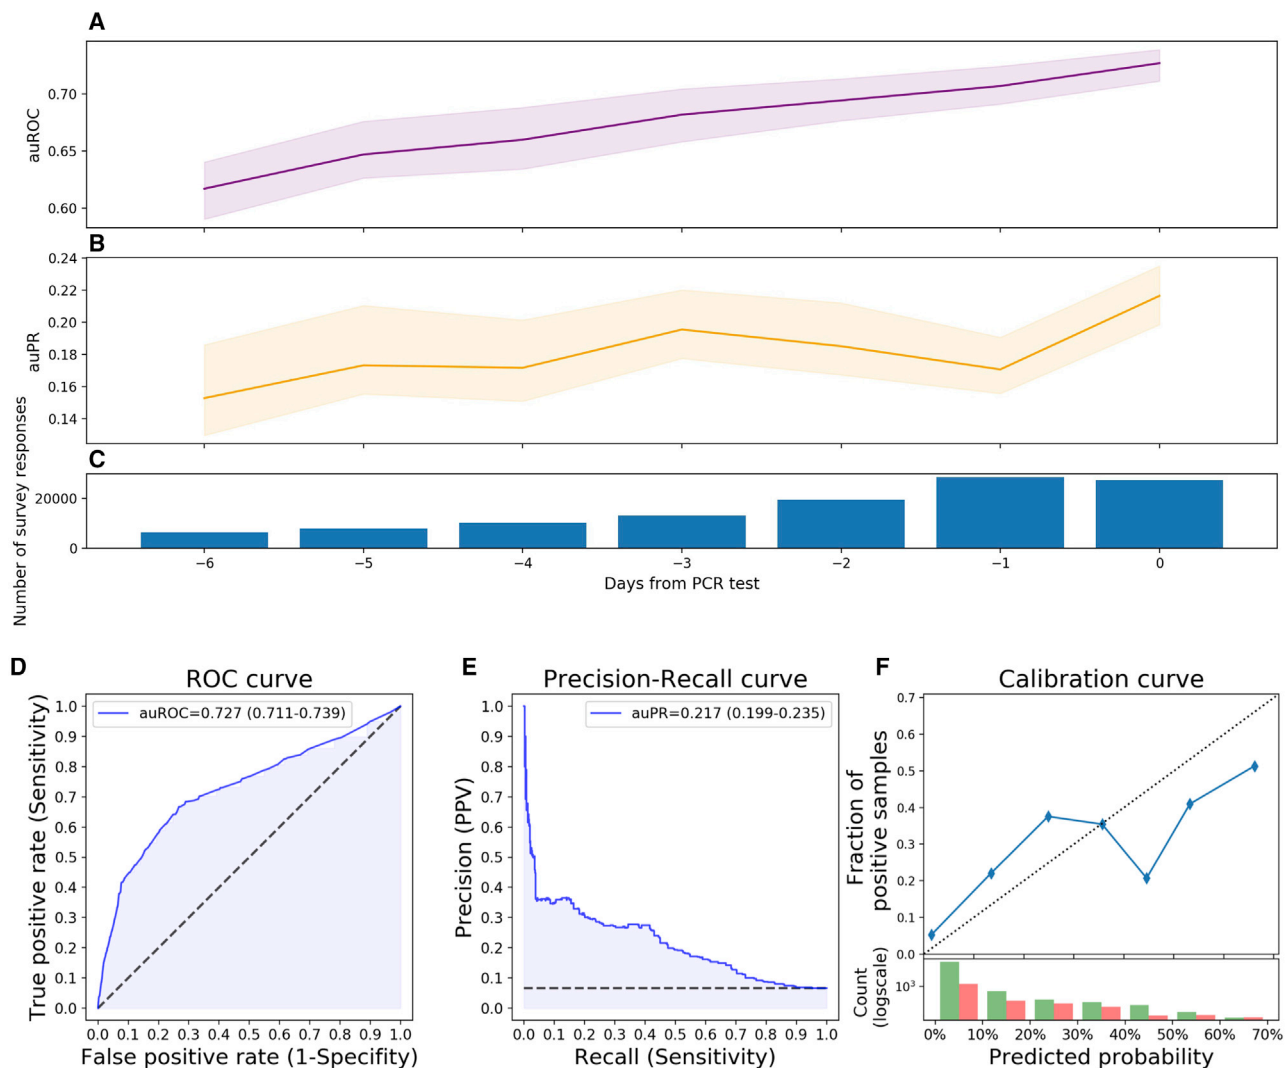 A
auROC
0.70
0.65
0.60
B
auPR
0.24
0.22
0.20
0.18
0.16
0.14
C
Number of survey responses
20000
0
−6 −5 −4 −3 −2 −1 0
Days from PCR test
D
ROC curve
True positive rate (Sensitivity)
auROC=0.727 (0.711-0.739)
1.0
0.9
0.8
0.7
0.6
0.5
0.4
0.3
0.2
0.1
0.0
0.0 0.1 0.2 0.3 0.4 0.5 0.6 0.7 0.8 0.9 1.0
False positive rate (1-Specifity)
E
Precision-Recall curve
Precision (PPV)
auPR=0.217 (0.199-0.235)
1.0
0.9
0.8
0.7
0.6
0.5
0.4
0.3
0.2
0.1
0.0
0.0 0.1 0.2 0.3 0.4 0.5 0.6 0.7 0.8 0.9 1.0
Recall (Sensitivity)
F
Calibration curve
Fraction of
positive samples
0.7
0.6
0.5
0.4
0.3
0.2
0.1
0.0
Count
(logscale)
10³
0% 10% 20% 30% 40% 50% 60% 70%
Predicted probability